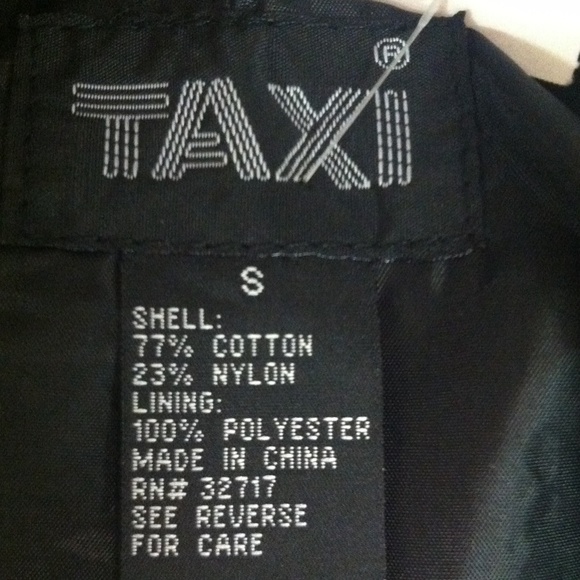 TAXI®
S
SHELL:
77% COTTON
23% NYLON
LINING:
100% POLYESTER
MADE IN CHINA
RN# 32717
SEE REVERSE
FOR CARE